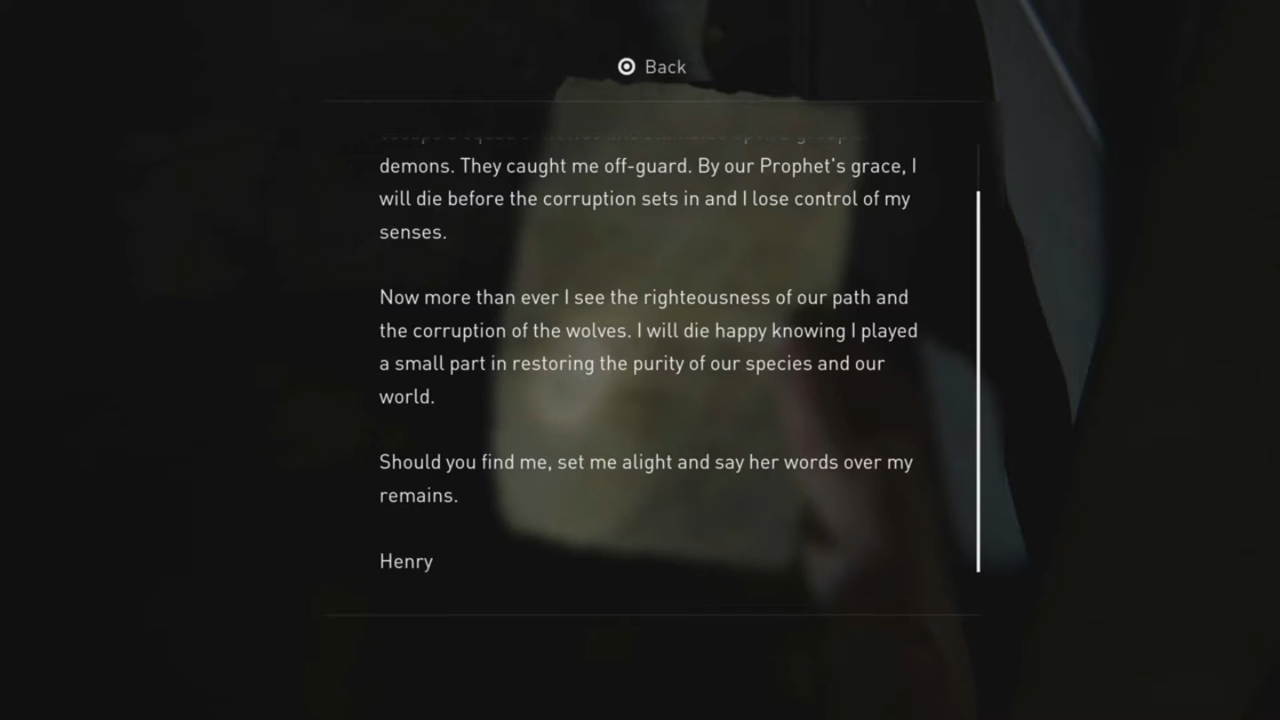 Back
demons. They caught me off-guard. By our Prophet's grace, I
will die before the corruption sets in and I lose control of my
senses.
Now more than ever I see the righteousness of our path and
the corruption of the wolves. I will die happy knowing I played
a small part in restoring the purity of our species and our
world.
Should you find me, set me alight and say her words over my
remains.
Henry